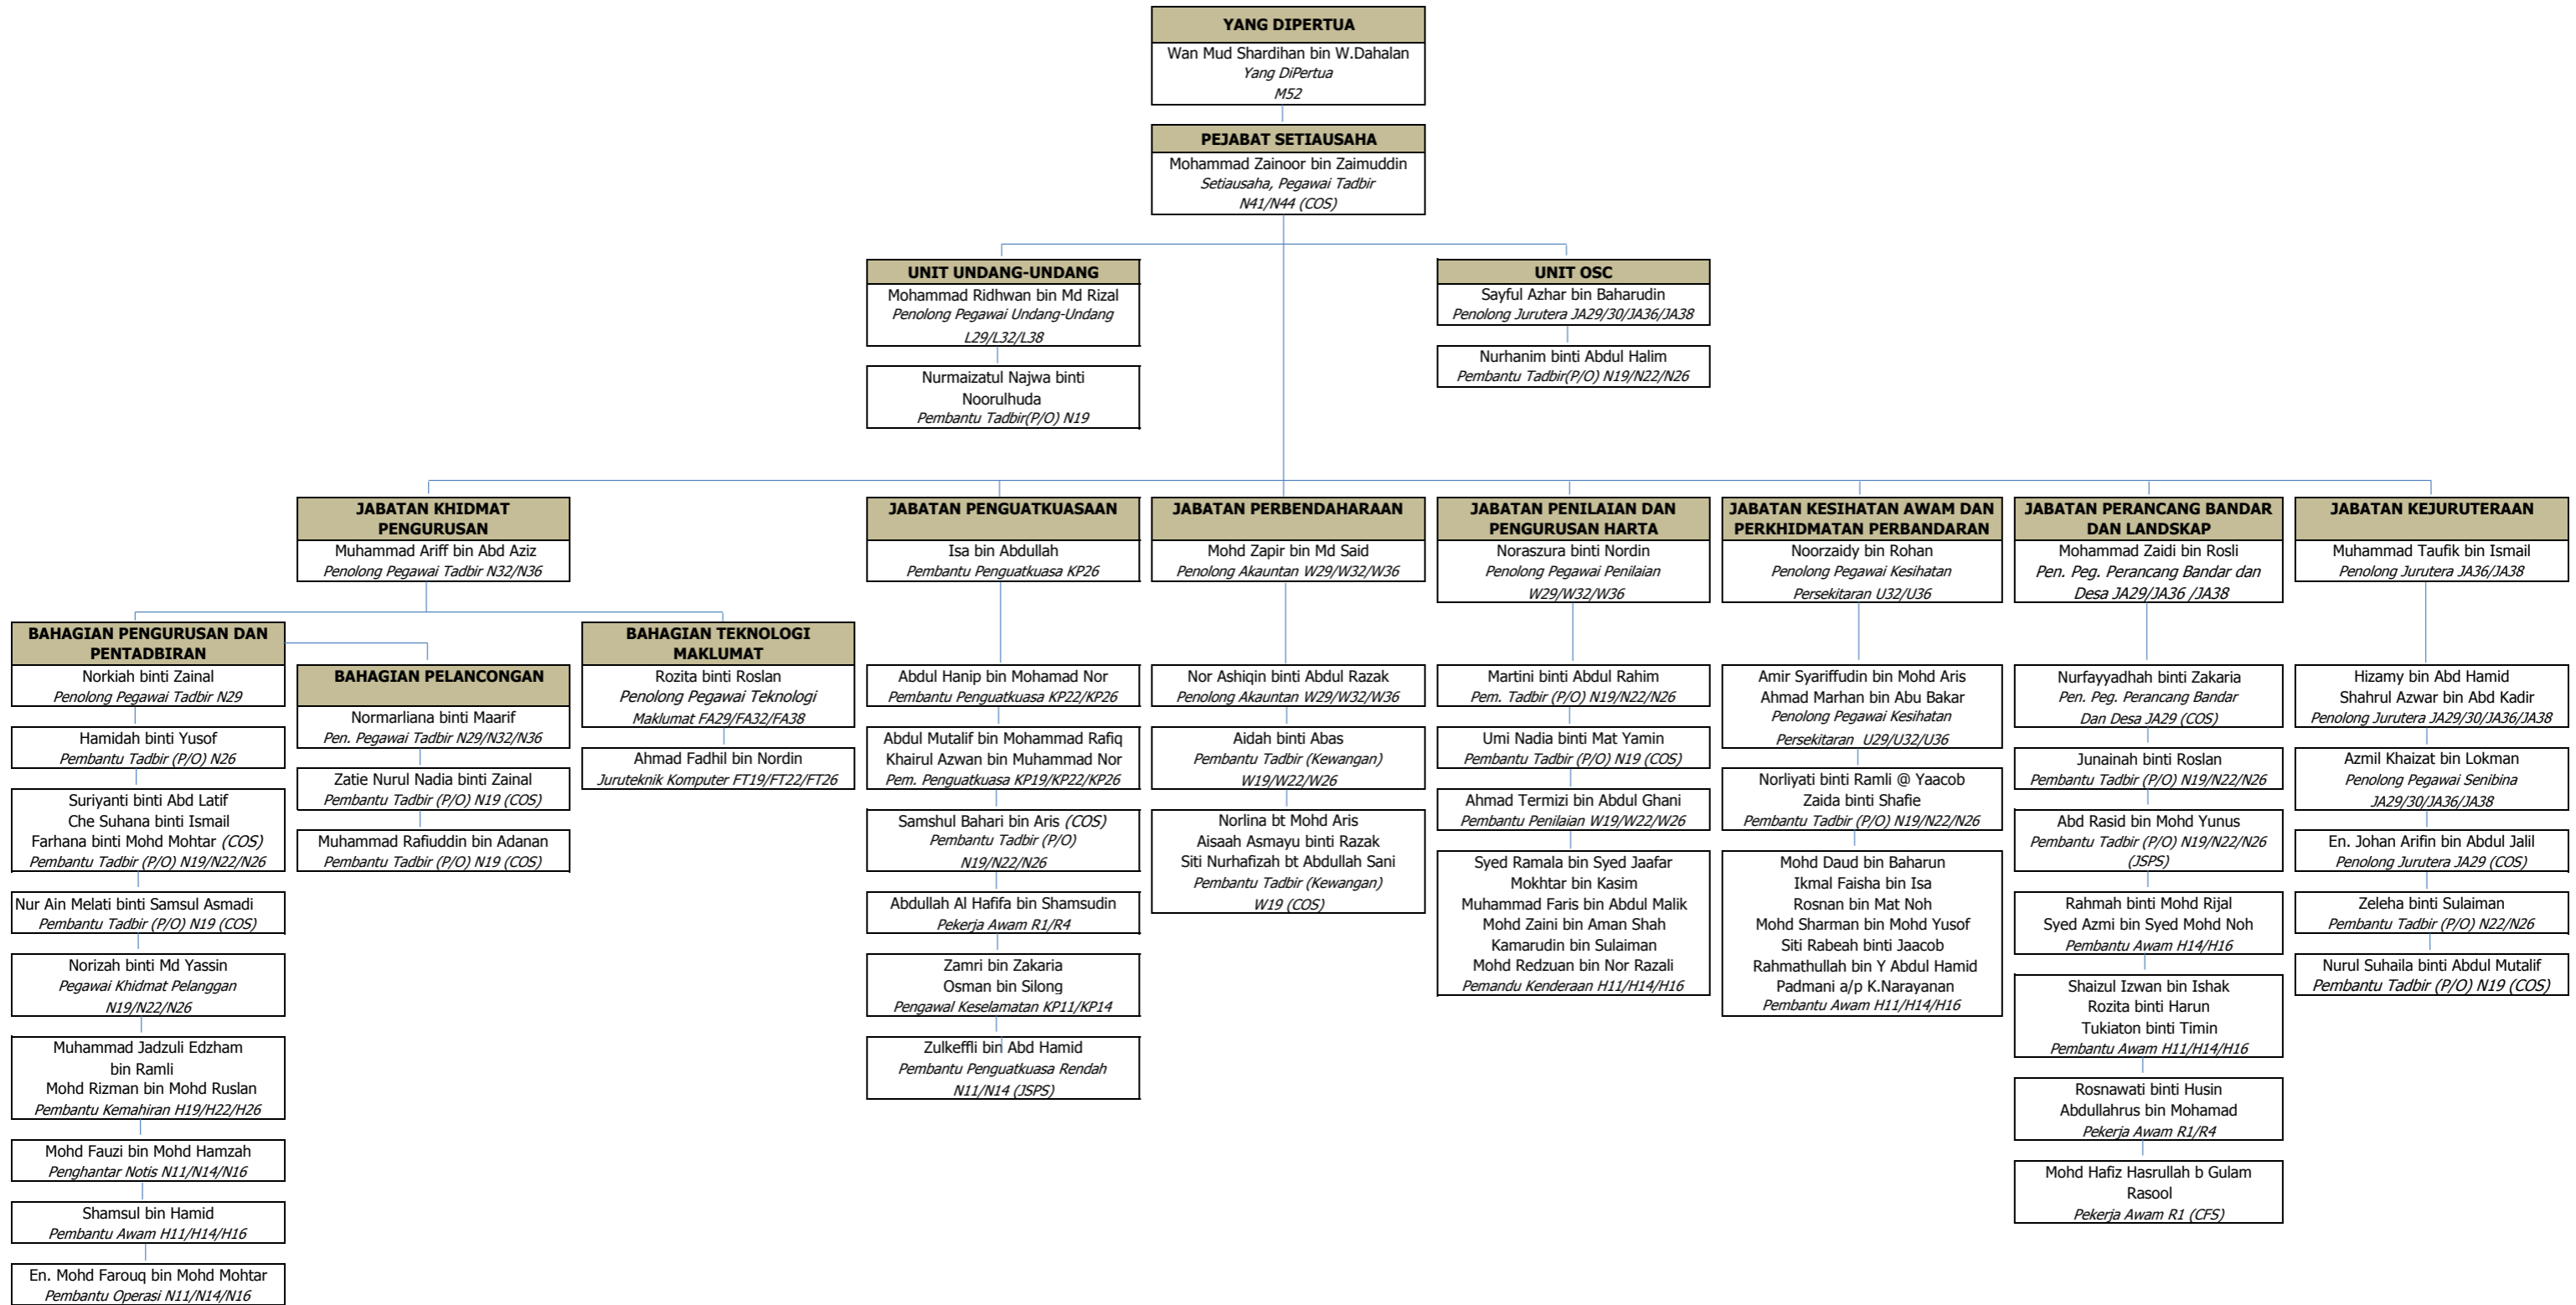 YANG DIPERTUA
Wan Mud Shardihan bin W.Dahalan
Yang DiPertua
M52
PEJABAT SETIAUSAHA
Mohammad Zainoor bin Zaimuddin
Setiausaha, Pegawai Tadbir
N41/N44 (COS)
UNIT UNDANG-UNDANG
Mohammad Ridhwan bin Md Rizal
Penolong Pegawai Undang-Undang
L29/L32/L38
Nurmaizatul Najwa binti
Noorulhuda
Pembantu Tadbir(P/O) N19
UNIT OSC
Sayful Azhar bin Baharudin
Penolong Jurutera JA29/30/JA36/JA38
Nurhanim binti Abdul Halim
Pembantu Tadbir(P/O) N19/N22/N26
JABATAN KHIDMAT
PENGURUSAN
Muhammad Ariff bin Abd Aziz
Penolong Pegawai Tadbir N32/N36
BAHAGIAN PENGURUSAN DAN
PENTADBIRAN
Norkiah binti Zainal
Penolong Pegawai Tadbir N29
Hamidah binti Yusof
Pembantu Tadbir (P/O) N26
Suriyanti binti Abd Latif
Che Suhana binti Ismail
Farhana binti Mohd Mohtar (COS)
Pembantu Tadbir (P/O) N19/N22/N26
Nur Ain Melati binti Samsul Asmadi
Pembantu Tadbir (P/O) N19 (COS)
Norizah binti Md Yassin
Pegawai Khidmat Pelanggan
N19/N22/N26
Muhammad Jadzuli Edzham
bin Ramli
Mohd Rizman bin Mohd Ruslan
Pembantu Kemahiran H19/H22/H26
Mohd Fauzi bin Mohd Hamzah
Penghantar Notis N11/N14/N16
Shamsul bin Hamid
Pembantu Awam H11/H14/H16
En. Mohd Farouq bin Mohd Mohtar
Pembantu Operasi N11/N14/N16
BAHAGIAN PELANCONGAN
Normarliana binti Maarif
Pen. Pegawai Tadbir N29/N32/N36
Zatie Nurul Nadia binti Zainal
Pembantu Tadbir (P/O) N19 (COS)
Muhammad Rafiuddin bin Adanan
Pembantu Tadbir (P/O) N19 (COS)
BAHAGIAN TEKNOLOGI
MAKLUMAT
Rozita binti Roslan
Penolong Pegawai Teknologi
Maklumat FA29/FA32/FA38
Ahmad Fadhil bin Nordin
Juruteknik Komputer FT19/FT22/FT26
JABATAN PENGUATKUASAAN
Isa bin Abdullah
Pembantu Penguatkuasa KP26
Abdul Hanip bin Mohamad Nor
Pembantu Penguatkuasa KP22/KP26
Abdul Mutalif bin Mohammad Rafiq
Khairul Azwan bin Muhammad Nor
Pem. Penguatkuasa KP19/KP22/KP26
Samshul Bahari bin Aris (COS)
Pembantu Tadbir (P/O)
N19/N22/N26
Abdullah Al Hafifa bin Shamsudin
Pekerja Awam R1/R4
Zamri bin Zakaria
Osman bin Silong
Pengawal Keselamatan KP11/KP14
Zulkeffli bin Abd Hamid
Pembantu Penguatkuasa Rendah
N11/N14 (JSPS)
JABATAN PERBENDAHARAAN
Mohd Zapir bin Md Said
Penolong Akauntan W29/W32/W36
Nor Ashiqin binti Abdul Razak
Penolong Akauntan W29/W32/W36
Aidah binti Abas
Pembantu Tadbir (Kewangan)
W19/W22/W26
Norlina bt Mohd Aris
Aisaah Asmayu binti Razak
Siti Nurhafizah bt Abdullah Sani
Pembantu Tadbir (Kewangan)
W19 (COS)
JABATAN PENILAIAN DAN
PENGURUSAN HARTA
Noraszura binti Nordin
Penolong Pegawai Penilaian
W29/W32/W36
Martini binti Abdul Rahim
Pem. Tadbir (P/O) N19/N22/N26
Umi Nadia binti Mat Yamin
Pembantu Tadbir (P/O) N19 (COS)
Ahmad Termizi bin Abdul Ghani
Pembantu Penilaian W19/W22/W26
Syed Ramala bin Syed Jaafar
Mokhtar bin Kasim
Muhammad Faris bin Abdul Malik
Mohd Zaini bin Aman Shah
Kamarudin bin Sulaiman
Mohd Redzuan bin Nor Razali
Pemandu Kenderaan H11/H14/H16
JABATAN KESIHATAN AWAM DAN
PERKHIDMATAN PERBANDARAN
Noorzaidy bin Rohan
Penolong Pegawai Kesihatan
Persekitaran U32/U36
Amir Syariffudin bin Mohd Aris
Ahmad Marhan bin Abu Bakar
Penolong Pegawai Kesihatan
Persekitaran U29/U32/U36
Norliyati binti Ramli @ Yaacob
Zaida binti Shafie
Pembantu Tadbir (P/O) N19/N22/N26
Mohd Daud bin Baharun
Ikmal Faisha bin Isa
Rosnan bin Mat Noh
Mohd Sharman bin Mohd Yusof
Siti Rabeah binti Jaacob
Rahmathullah bin Y Abdul Hamid
Padmani a/p K.Narayanan
Pembantu Awam H11/H14/H16
JABATAN PERANCANG BANDAR
DAN LANDSKAP
Mohammad Zaidi bin Rosli
Pen. Peg. Perancang Bandar dan
Desa JA29/JA36 /JA38
Nurfayyadhah binti Zakaria
Pen. Peg. Perancang Bandar
Dan Desa JA29 (COS)
Junainah binti Roslan
Pembantu Tadbir (P/O) N19/N22/N26
Abd Rasid bin Mohd Yunus
Pembantu Tadbir (P/O) N19/N22/N26
(JSPS)
Rahmah binti Mohd Rijal
Syed Azmi bin Syed Mohd Noh
Pembantu Awam H14/H16
Shaizul Izwan bin Ishak
Rozita binti Harun
Tukiaton binti Timin
Pembantu Awam H11/H14/H16
Rosnawati binti Husin
Abdullahrus bin Mohamad
Pekerja Awam R1/R4
Mohd Hafiz Hasrullah b Gulam
Rasool
Pekerja Awam R1 (CFS)
JABATAN KEJURUTERAAN
Muhammad Taufik bin Ismail
Penolong Jurutera JA36/JA38
Hizamy bin Abd Hamid
Shahrul Azwar bin Abd Kadir
Penolong Jurutera JA29/30/JA36/JA38
Azmil Khaizat bin Lokman
Penolong Pegawai Senibina
JA29/30/JA36/JA38
En. Johan Arifin bin Abdul Jalil
Penolong Jurutera JA29 (COS)
Zeleha binti Sulaiman
Pembantu Tadbir (P/O) N22/N26
Nurul Suhaila binti Abdul Mutalif
Pembantu Tadbir (P/O) N19 (COS)